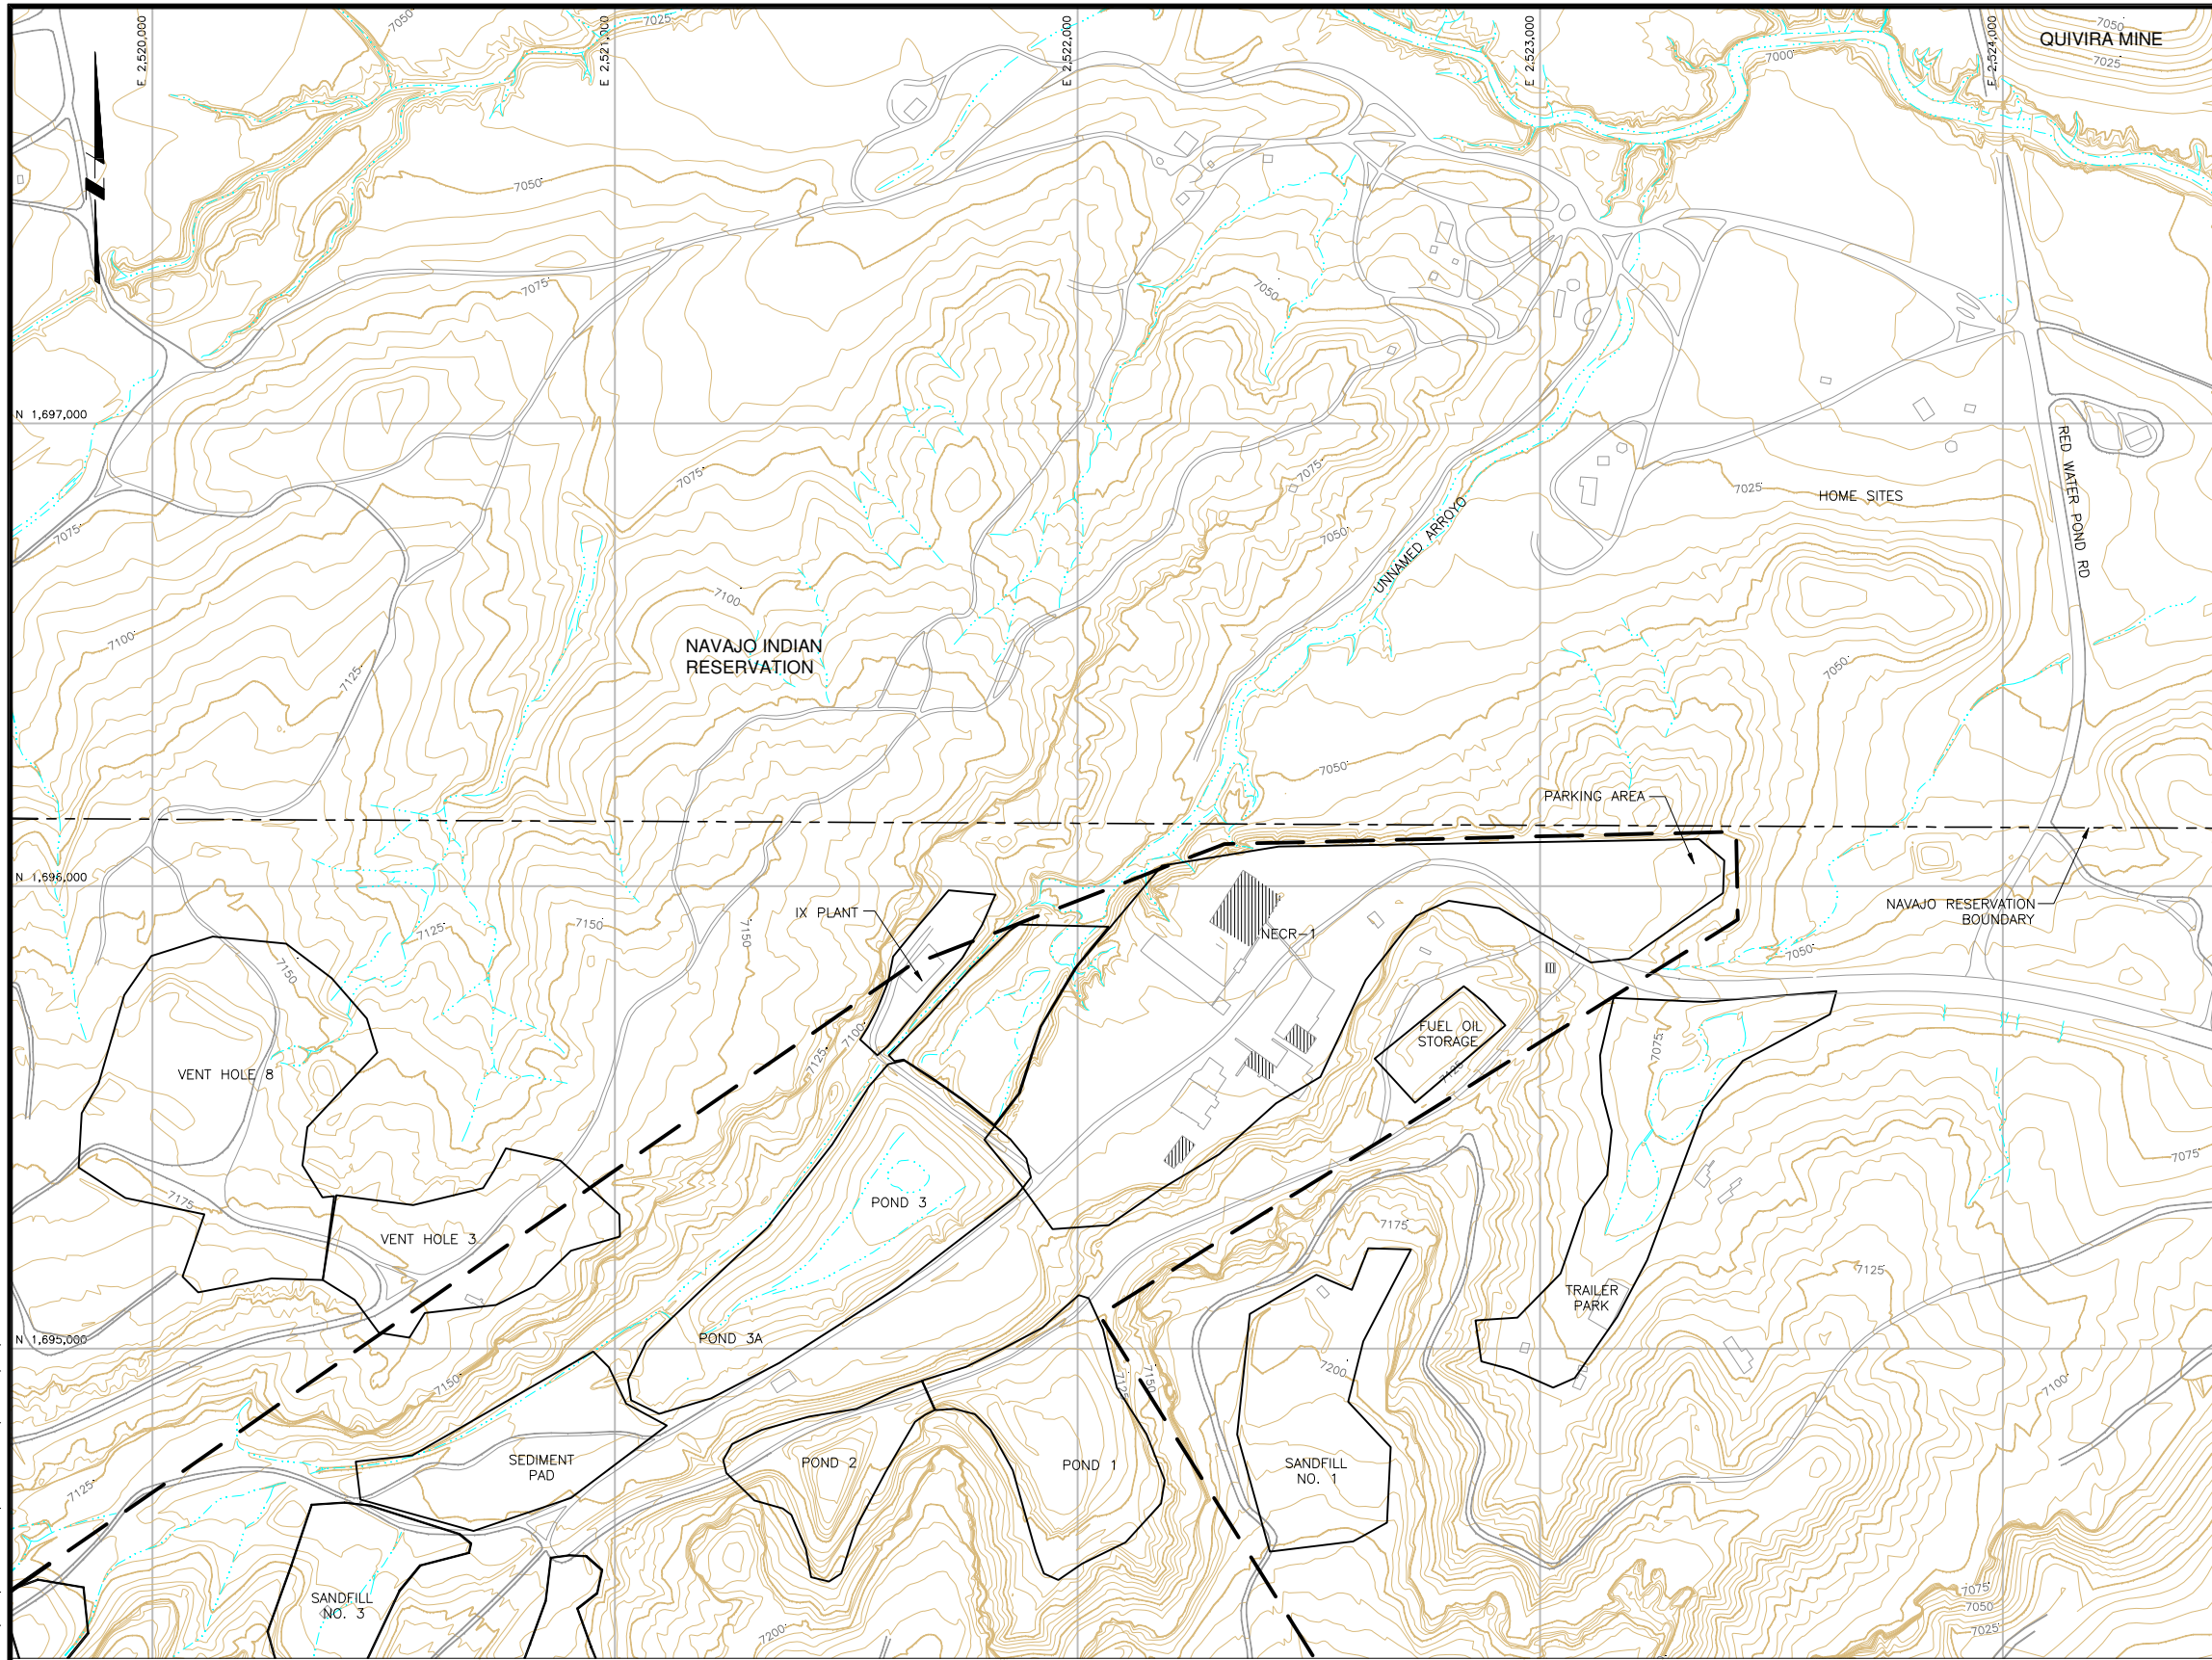 7050
7025
E 2,520,000
E 2,521,000
E 2,522,000
E 2,523,000
E 2,524,000
7050
QUIVIRA MINE
7025
7000
7050
7075
7050
N 1,697,000
7075
7075
7025
HOME SITES
RED WATER POND RD
7075
7050
UNNAMED ARROYO
7100
7100
NAVAJO INDIAN
RESERVATION
7125
7050
7050
PARKING AREA
N 1,696,000
IX PLANT
NAVAJO RESERVATION
BOUNDARY
7125
7150
7150
NECR-1
7050
7150
7100
7125
FUEL OIL
STORAGE
7125
7075
VENT HOLE 8
7075
7175
POND 3
7175
VENT HOLE 3
7125
TRAILER
PARK
N 1,695,000
POND 3A
7200
7150
7125
7150
7100
SEDIMENT
PAD
POND 2
POND 1
SANDFILL
NO. 1
7125
SANDFILL
NO. 3
7075
7050
7025
7200